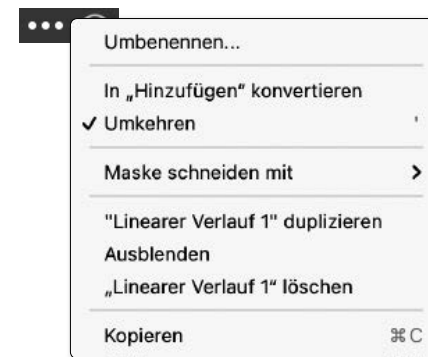 Umbenennen...
In „Hinzufügen“ konvertieren
✓ Umkehren '
Maske schneiden mit >
"Linearer Verlauf 1" duplizieren
Ausblenden
„Linearer Verlauf 1“ löschen
Kopieren ⌘ C